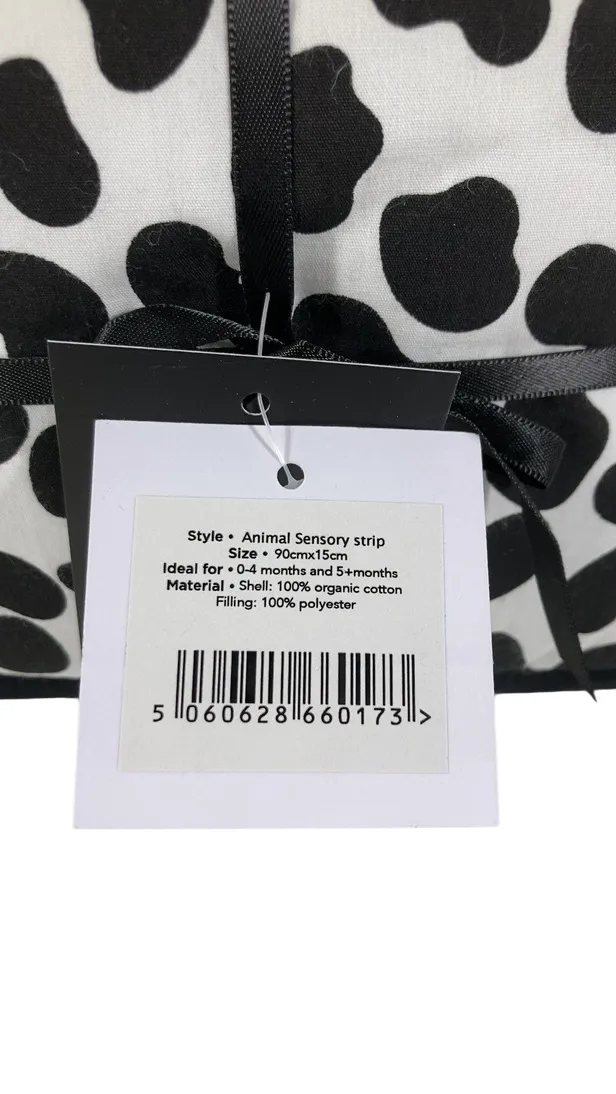 Style • Animal Sensory strip
Size • 90cmx15cm
Ideal for • 0-4 months and 5+months
Material • Shell: 100% organic cotton
Filling: 100% polyester
5 060628 660173 >